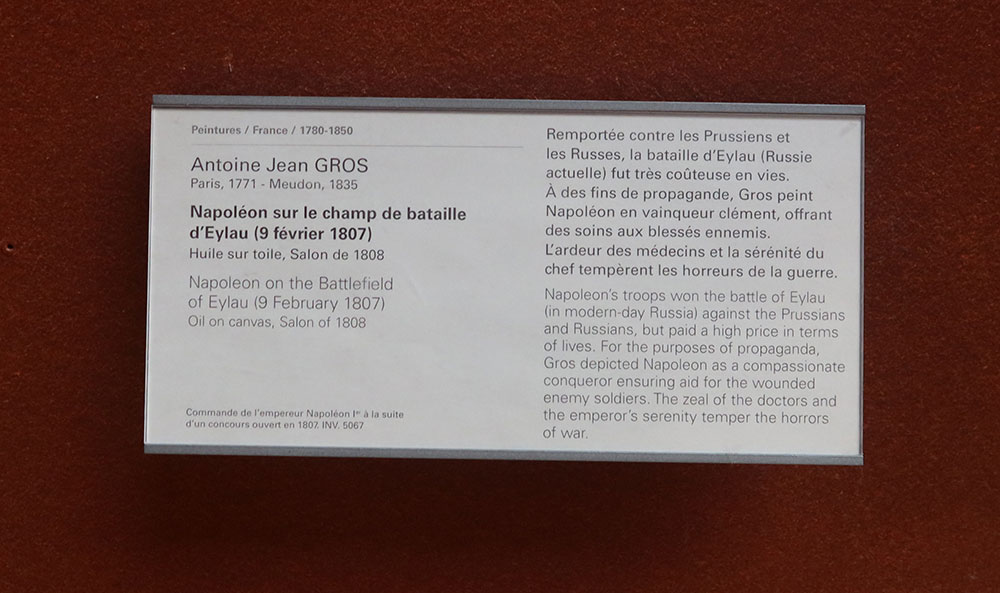 Peintures / France / 1780-1850
Antoine Jean GROS
Paris, 1771 - Meudon, 1835
Napoléon sur le champ de bataille
d'Eylau (9 février 1807)
Huile sur toile, Salon de 1808
Napoleon on the Battlefield
of Eylau (9 February 1807)
Oil on canvas, Salon of 1808
Commande de l'empereur Napoléon Ier à la suite
d'un concours ouvert en 1807. INV. 5067
Remportée contre les Prussiens et
les Russes, la bataille d'Eylau (Russie
actuelle) fut très coûteuse en vies.
À des fins de propagande, Gros peint
Napoléon en vainqueur clément, offrant
des soins aux blessés ennemis.
L'ardeur des médecins et la sérénité du
chef tempèrent les horreurs de la guerre.
Napoleon's troops won the battle of Eylau
(in modern-day Russia) against the Prussians
and Russians, but paid a high price in terms
of lives. For the purposes of propaganda,
Gros depicted Napoleon as a compassionate
conqueror ensuring aid for the wounded
enemy soldiers. The zeal of the doctors and
the emperor's serenity temper the horrors
of war.